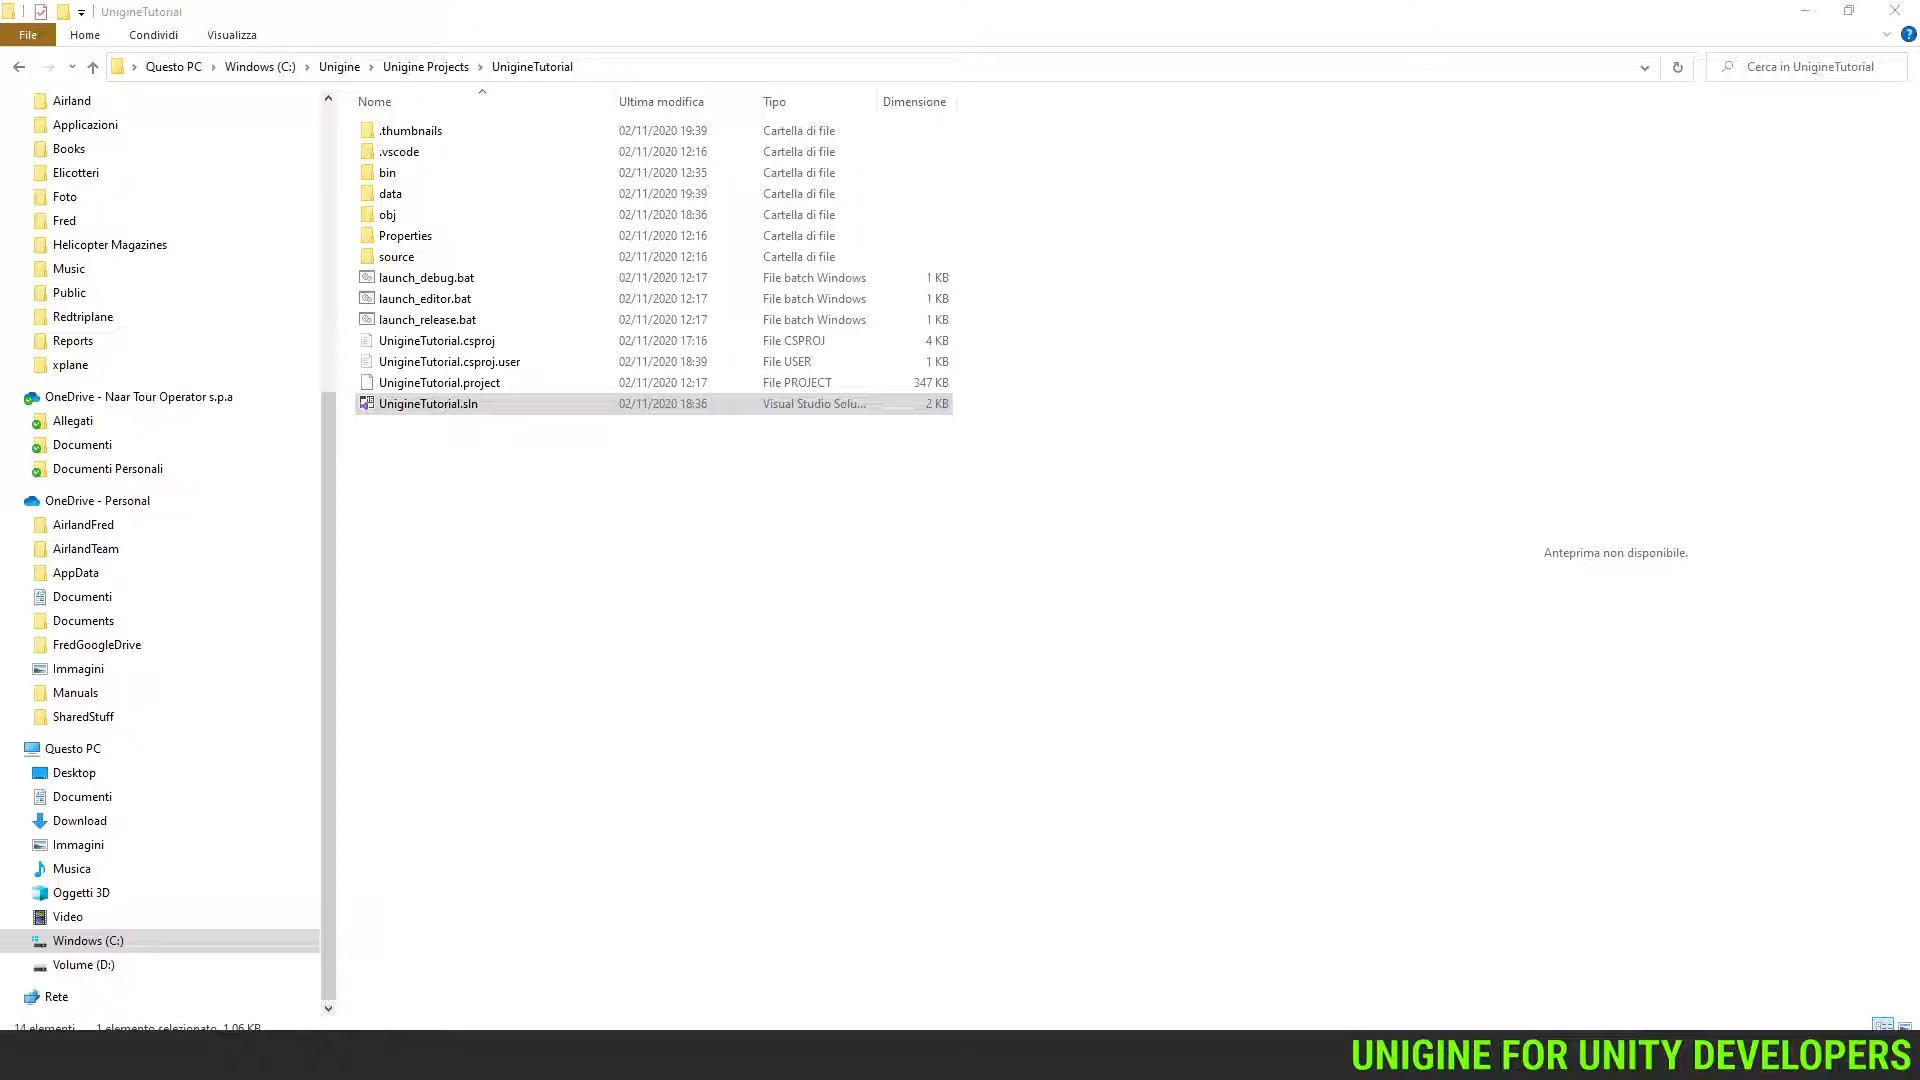 UnigineTutorial
File Home Condividi Visualizza
Questo PC Windows (C:) Unigine Unigine Projects UnigineTutorial
Cerca in UnigineTutorial
Airland
Applicazioni
Books
Elicotteri
Foto
Fred
Helicopter Magazines
Music
Public
Redtriplane
Reports
xplane
OneDrive - Naar Tour Operator s.p.a
Allegati
Documenti
Documenti Personali
OneDrive - Personal
AirlandFred
AirlandTeam
AppData
Documenti
Documents
FredGoogleDrive
Immagini
Manuals
SharedStuff
Questo PC
Desktop
Documenti
Download
Immagini
Musica
Oggetti 3D
Video
Windows (C:)
Volume (D:)
Rete
Nome Ultima modifica Tipo Dimensione
.thumbnails 02/11/2020 19:39 Cartella di file
.vscode 02/11/2020 12:16 Cartella di file
bin 02/11/2020 12:35 Cartella di file
data 02/11/2020 19:39 Cartella di file
obj 02/11/2020 18:36 Cartella di file
Properties 02/11/2020 12:16 Cartella di file
source 02/11/2020 12:16 Cartella di file
launch_debug.bat 02/11/2020 12:17 File batch Windows 1 KB
launch_editor.bat 02/11/2020 12:17 File batch Windows 1 KB
launch_release.bat 02/11/2020 12:17 File batch Windows 1 KB
UnigineTutorial.csproj 02/11/2020 17:16 File CSPROJ 4 KB
UnigineTutorial.csproj.user 02/11/2020 18:39 File USER 1 KB
UnigineTutorial.project 02/11/2020 12:17 File PROJECT 347 KB
UnigineTutorial.sln 02/11/2020 18:36 Visual Studio Solu... 2 KB
Anteprima non disponibile.
14 elementi 1 elemento selezionato 1,06 KB
UNIGINE FOR UNITY DEVELOPERS